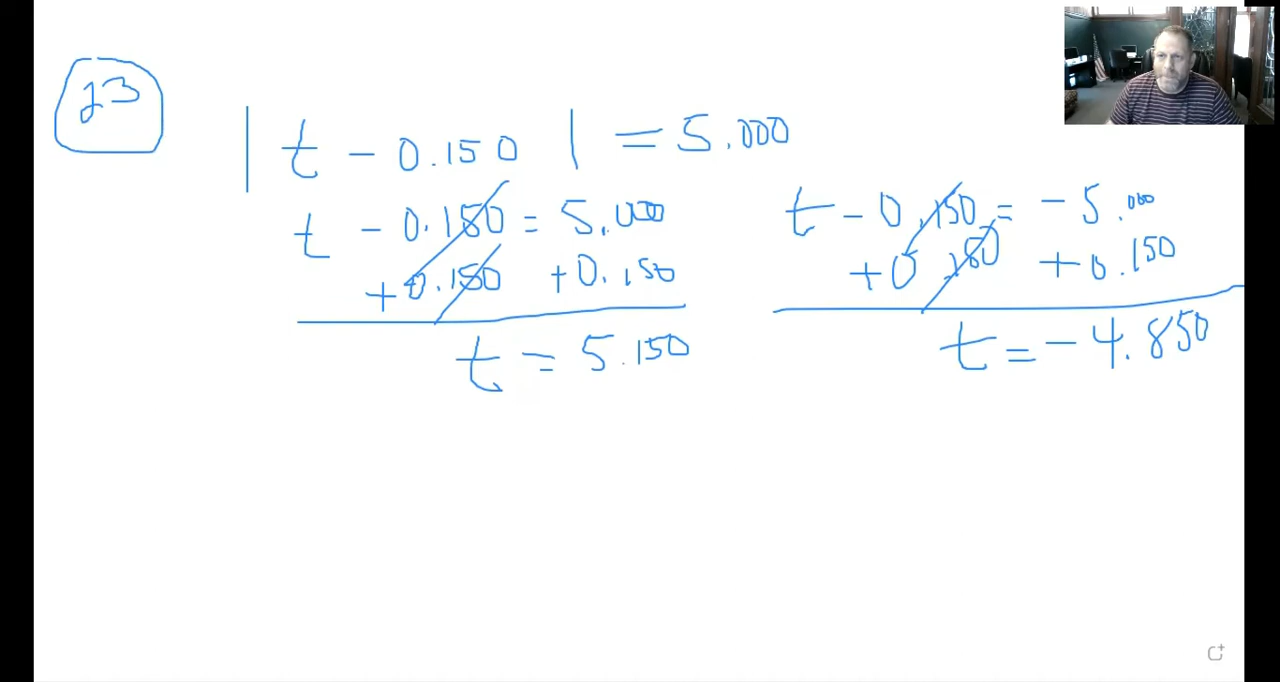 23
| t - 0.150 | = 5.000
t - 0.150 = 5.000
+ 0.150 +0.150
t = 5.150
t - 0.150 = - 5.000
+0.150 +0.150
t = - 4.850